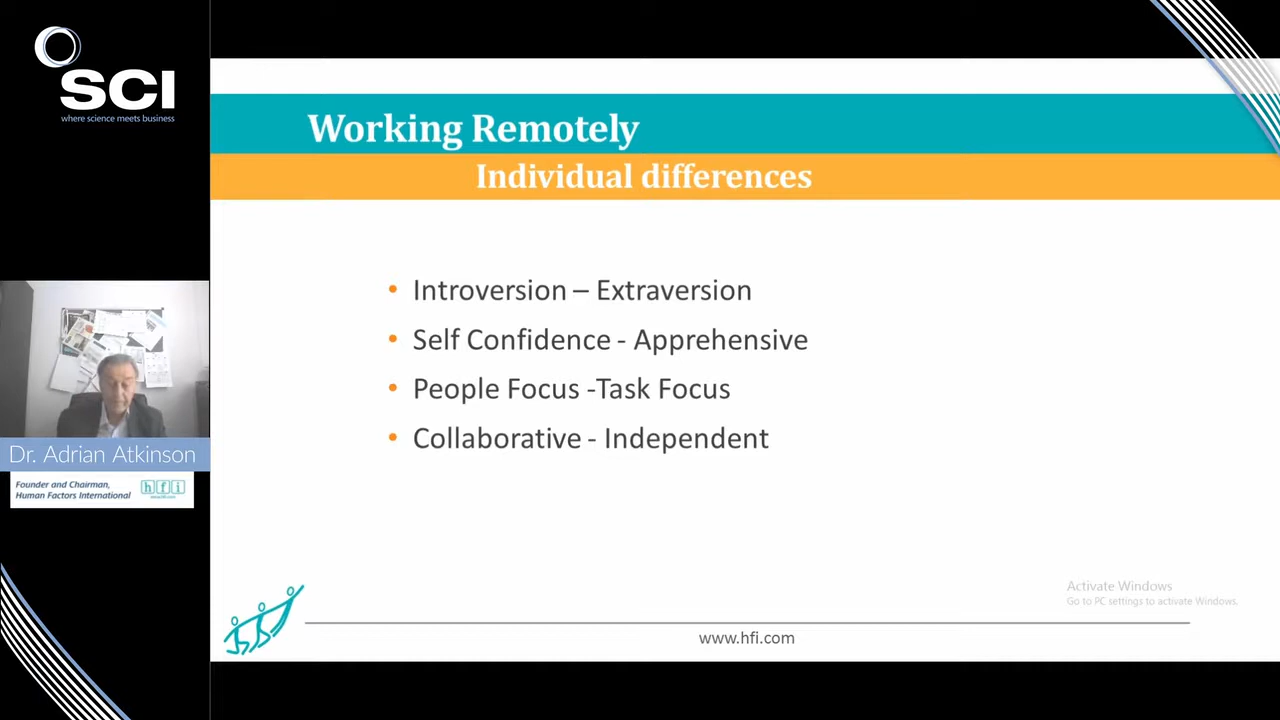 SCI
where science meets business
Working Remotely
Individual differences
• Introversion – Extraversion
• Self Confidence - Apprehensive
• People Focus -Task Focus
• Collaborative - Independent
Dr. Adrian Atkinson
Founder and Chairman,
Human Factors International
hfi
Activate Windows
Go to PC settings to activate Windows.
www.hfi.com